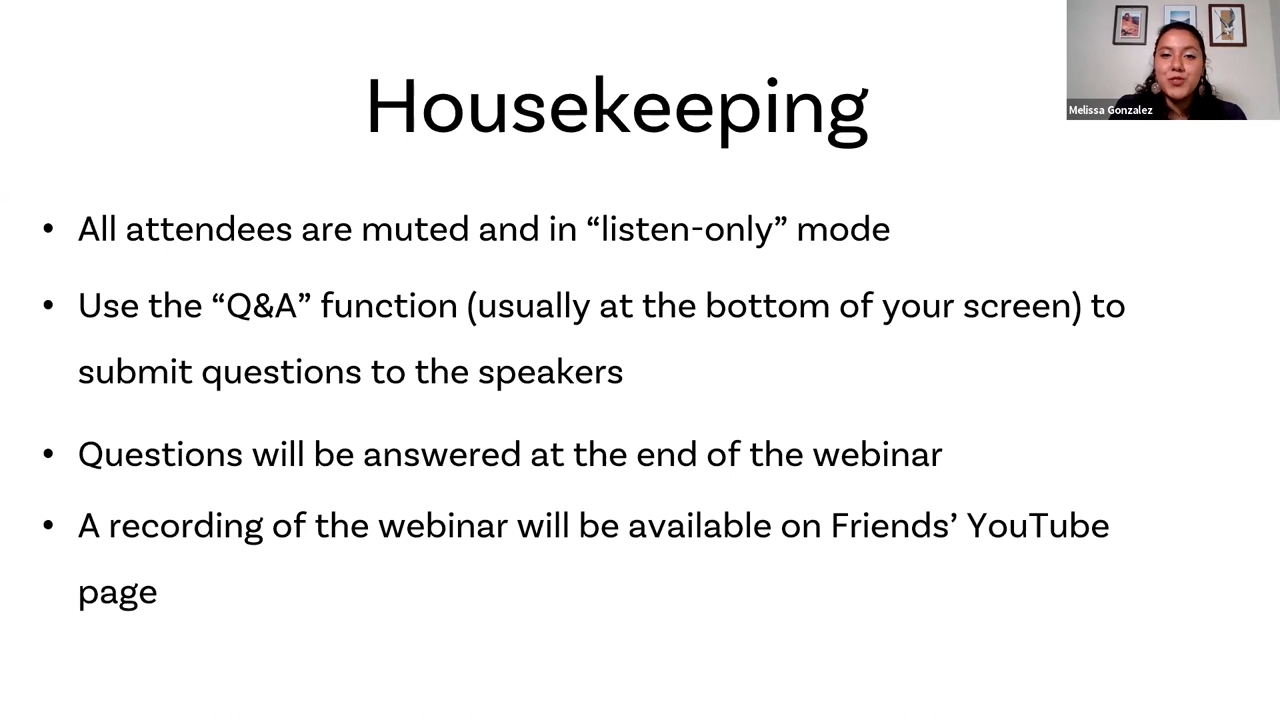 Housekeeping
Melissa Gonzalez
• All attendees are muted and in “listen-only” mode
• Use the “Q&A” function (usually at the bottom of your screen) to
submit questions to the speakers
• Questions will be answered at the end of the webinar
• A recording of the webinar will be available on Friends’ YouTube
page